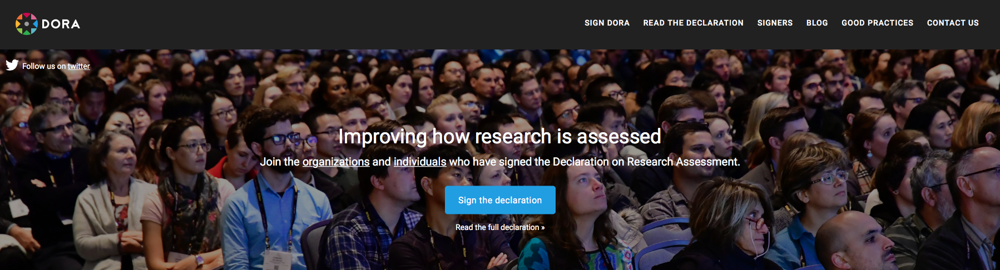 DORA
SIGN DORA READ THE DECLARATION SIGNERS BLOG GOOD PRACTICES CONTACT US
Follow us on twitter
Improving how research is assessed
Join the organizations and individuals who have signed the Declaration on Research Assessment.
Sign the declaration
Read the full declaration »